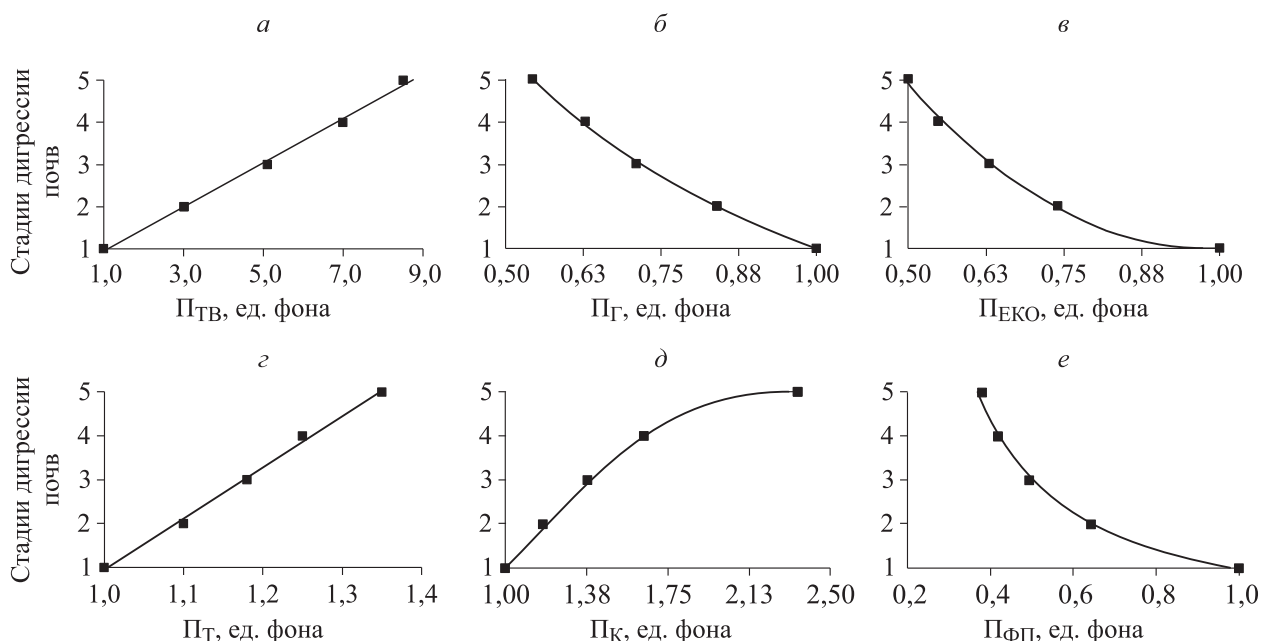 а б в
Стадии дигрессии
почв
5
4
3
2
1
1,0 3,0 5,0 7,0 9,0
П_ТВ, ед. фона
5
4
3
2
1
0,50 0,63 0,75 0,88 1,00
П_Г, ед. фона
5
4
3
2
1
0,50 0,63 0,75 0,88 1,00
П_ЕКО, ед. фона
г д е
Стадии дигрессии
почв
5
4
3
2
1
1,0 1,1 1,2 1,3 1,4
П_Т, ед. фона
5
4
3
2
1
1,00 1,38 1,75 2,13 2,50
П_К, ед. фона
5
4
3
2
1
0,2 0,4 0,6 0,8 1,0
П_ФП, ед. фона